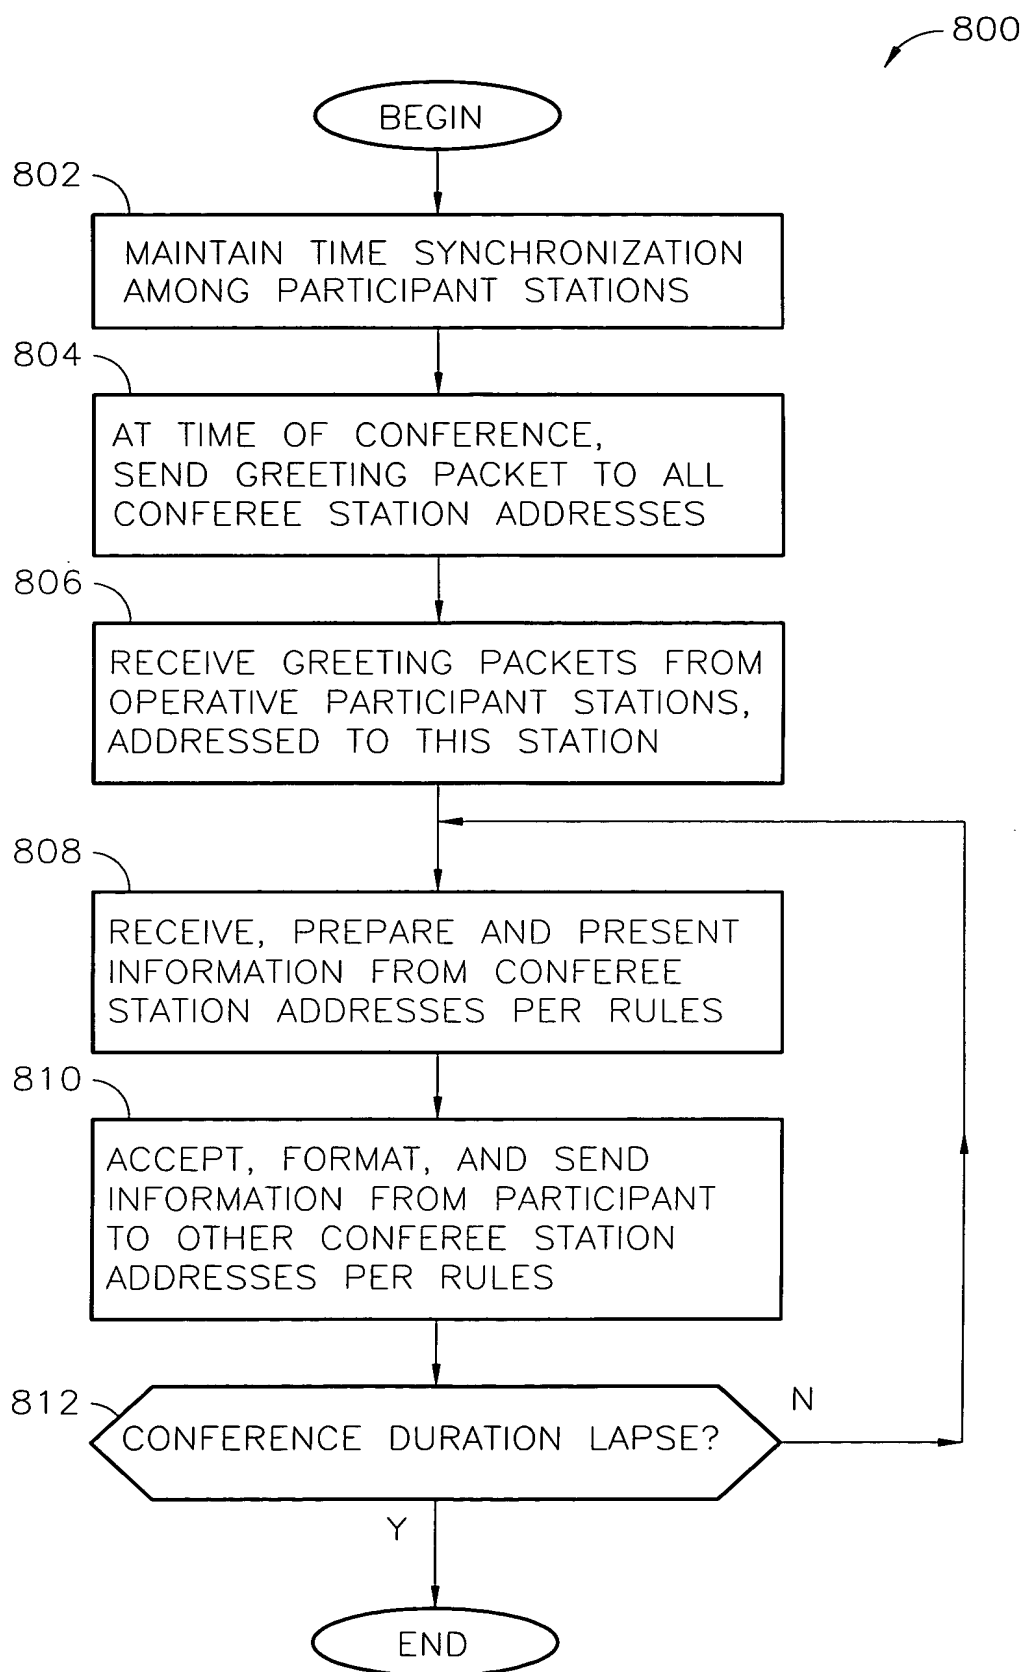 800
BEGIN
802
MAINTAIN TIME SYNCHRONIZATION
AMONG PARTICIPANT STATIONS
804
AT TIME OF CONFERENCE,
SEND GREETING PACKET TO ALL
CONFEREE STATION ADDRESSES
806
RECEIVE GREETING PACKETS FROM
OPERATIVE PARTICIPANT STATIONS,
ADDRESSED TO THIS STATION
808
RECEIVE, PREPARE AND PRESENT
INFORMATION FROM CONFEREE
STATION ADDRESSES PER RULES
810
ACCEPT, FORMAT, AND SEND
INFORMATION FROM PARTICIPANT
TO OTHER CONFEREE STATION
ADDRESSES PER RULES
812
CONFERENCE DURATION LAPSE?
N
Y
END